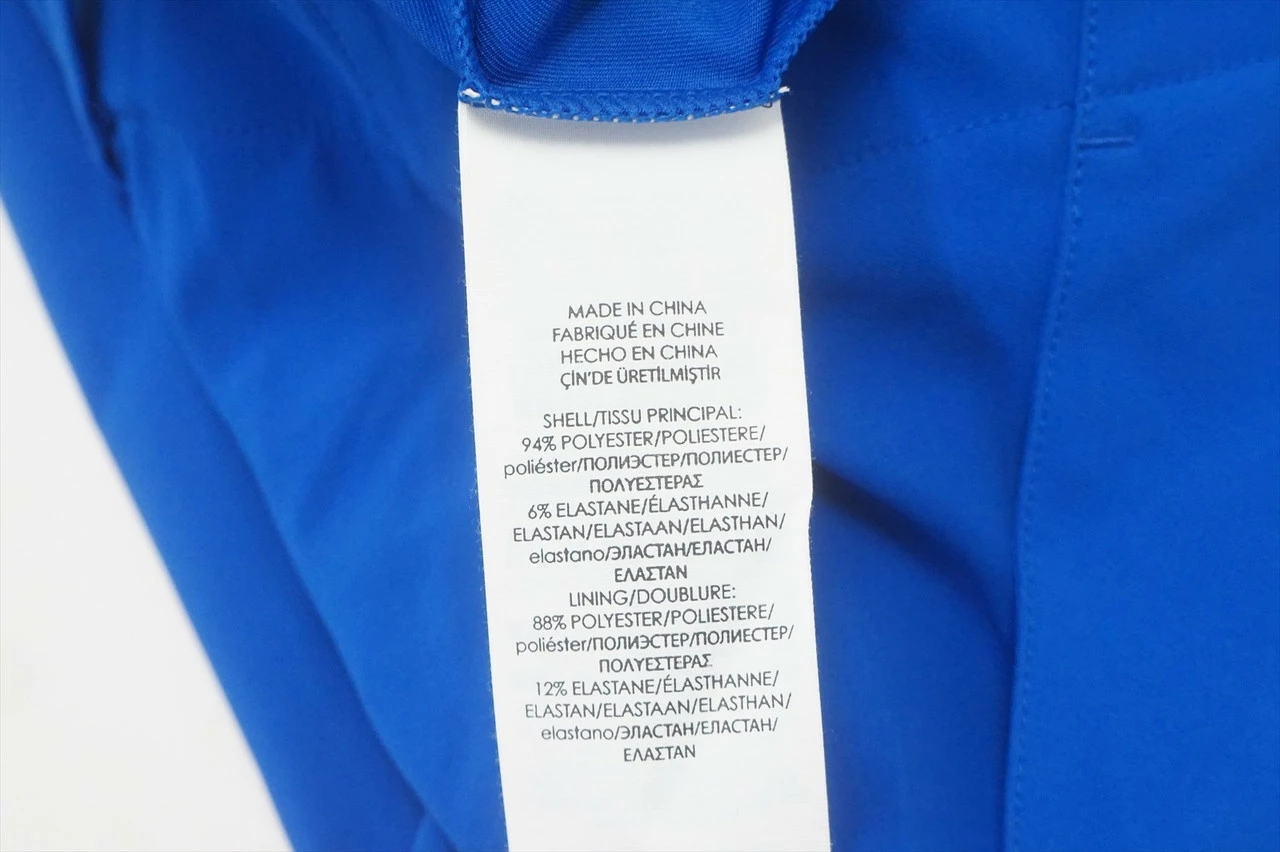 MADE IN CHINA
FABRIQUÉ EN CHINE
HECHO EN CHINA
ÇİN'DE ÜRETİLMİŞTİR
SHELL/TISSU PRINCIPAL:
94% POLYESTER/POLIESTERE/
poliéster/ПОЛИЭСТЕР/ПОЛИЕСТЕР/
ΠΟΛΥΕΣΤΕΡΑΣ
6% ELASTANE/ÉLASTHANNE/
ELASTAN/ELASTAAN/ELASTHAN/
elastano/ЭЛАСТАН/ЕЛАСТАН/
ΕΛΑΣΤΑΝ
LINING/DOUBLURE:
88% POLYESTER/POLIESTERE/
poliéster/ПОЛИЭСТЕР/ПОЛИЕСТЕР/
ΠΟΛΥΕΣΤΕΡΑΣ
12% ELASTANE/ÉLASTHANNE/
ELASTAN/ELASTAAN/ELASTHAN/
elastano/ЭЛАСТАН/ЕЛАСТАН/
ΕΛΑΣΤΑΝ